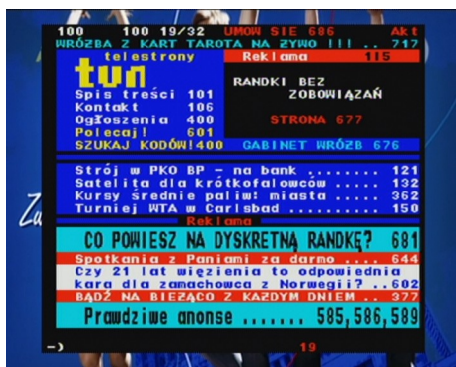 100 100 19/32 UMOW SIE 686 Akt
WRÓŻBA Z KART TAROTA NA ŻYWO !!! .. 717
telestrony
tvn
Reklama 115
RANDKI BEZ
ZOBOWIĄZAŃ
STRONA 677
Spis treści 101
Kontakt 106
Ogłoszenia 400
Polecaj! 601
SZUKAJ KODÓW!400
GABINET WRÓŻB 676
Strój w PKO BP - na bank ........ 121
Satelita dla krótkofalowców ..... 132
Kursy średnie paliw: miasta ..... 362
Turniej WTA w Carlsbad .......... 150
Reklama
CO POWIESZ NA DYSKRETNĄ RANDKĘ? 681
Spotkania z Paniami za darmo .... 644
Czy 21 lat więzienia to odpowiednia
kara dla zamachowca z Norwegii? ..602
BĄDŹ NA BIEŻĄCO Z KAŻDYM DNIEM .. 377
Prawdziwe anonse ....... 585,586,589
-) 19